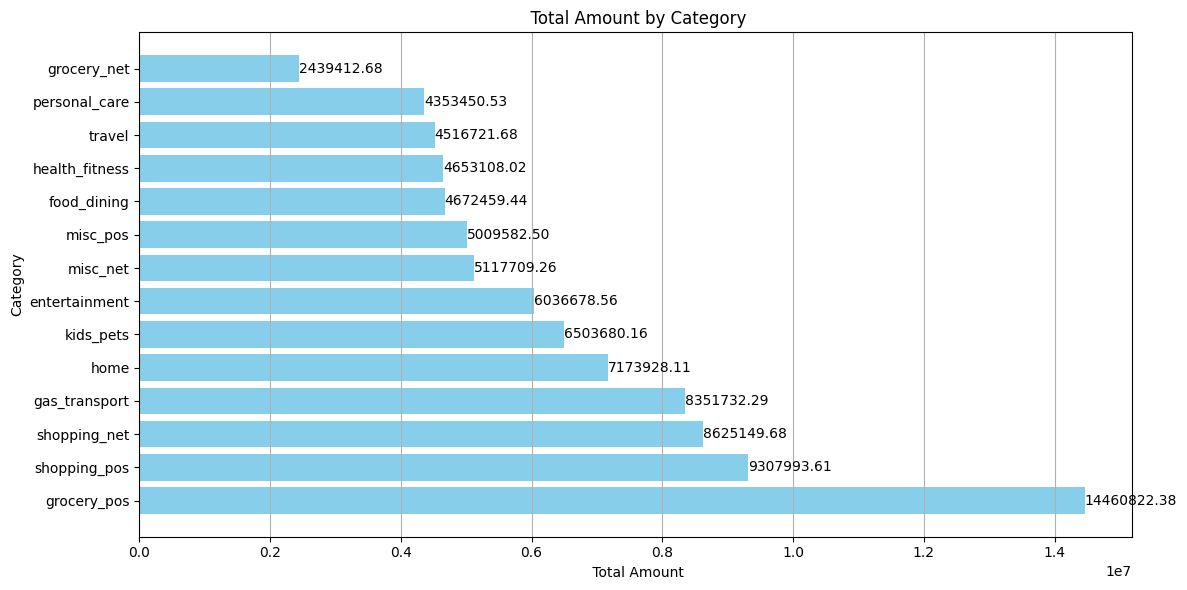 Total Amount by Category
Category
grocery_net 2439412.68
personal_care 4353450.53
travel 4516721.68
health_fitness 4653108.02
food_dining 4672459.44
misc_pos 5009582.50
misc_net 5117709.26
entertainment 6036678.56
kids_pets 6503680.16
home 7173928.11
gas_transport 8351732.29
shopping_net 8625149.68
shopping_pos 9307993.61
grocery_pos 14460822.38
0.0 0.2 0.4 0.6 0.8 1.0 1.2 1.4
1e7
Total Amount